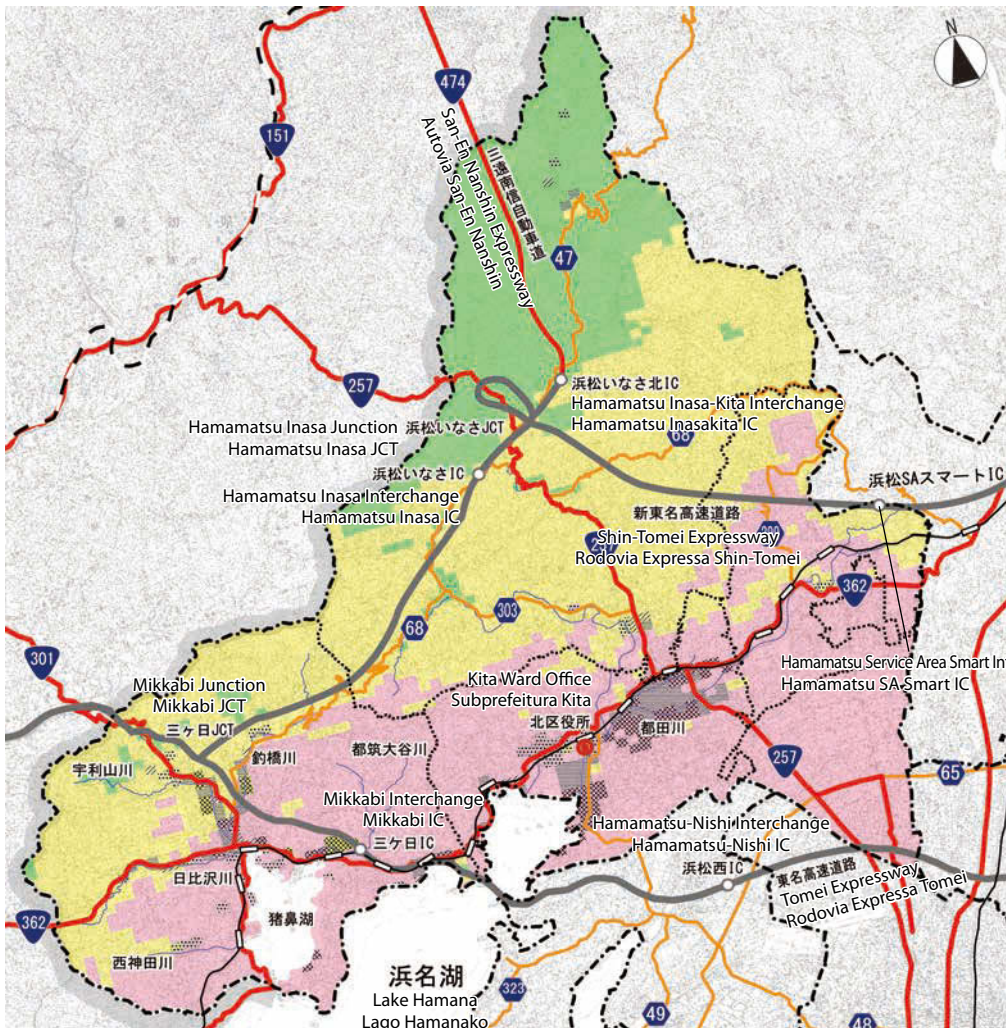 N
474
151
San-En Nanshin Expressway
Autovia San-En Nanshin
三遠南信自動車道
47
257
浜松いなさ北IC
Hamamatsu Inasa-Kita Interchange
Hamamatsu Inasakita IC
Hamamatsu Inasa Junction
Hamamatsu Inasa JCT
浜松いなさJCT
68
浜松いなさIC
Hamamatsu Inasa Interchange
Hamamatsu Inasa IC
浜松SAスマートIC
新東名高速道路
Shin-Tomei Expressway
Rodovia Expressa Shin-Tomei
362
303
68
301
Mikkabi Junction
Mikkabi JCT
三ヶ日JCT
Kita Ward Office
Subprefeitura Kita
北区役所
Hamamatsu Service Area Smart Int
Hamamatsu SA Smart IC
都田川
釣橋川
都筑大谷川
宇利山川
257
65
Mikkabi Interchange
Mikkabi IC
三ケ日IC
Hamamatsu-Nishi Interchange
Hamamatsu-Nishi IC
浜松西IC
東名高速道路
Tomei Expressway
Rodovia Expressa Tomei
日比沢川
猪鼻湖
362
西神田川
浜名湖
Lake Hamana
Lago Hamanako
323
49
48